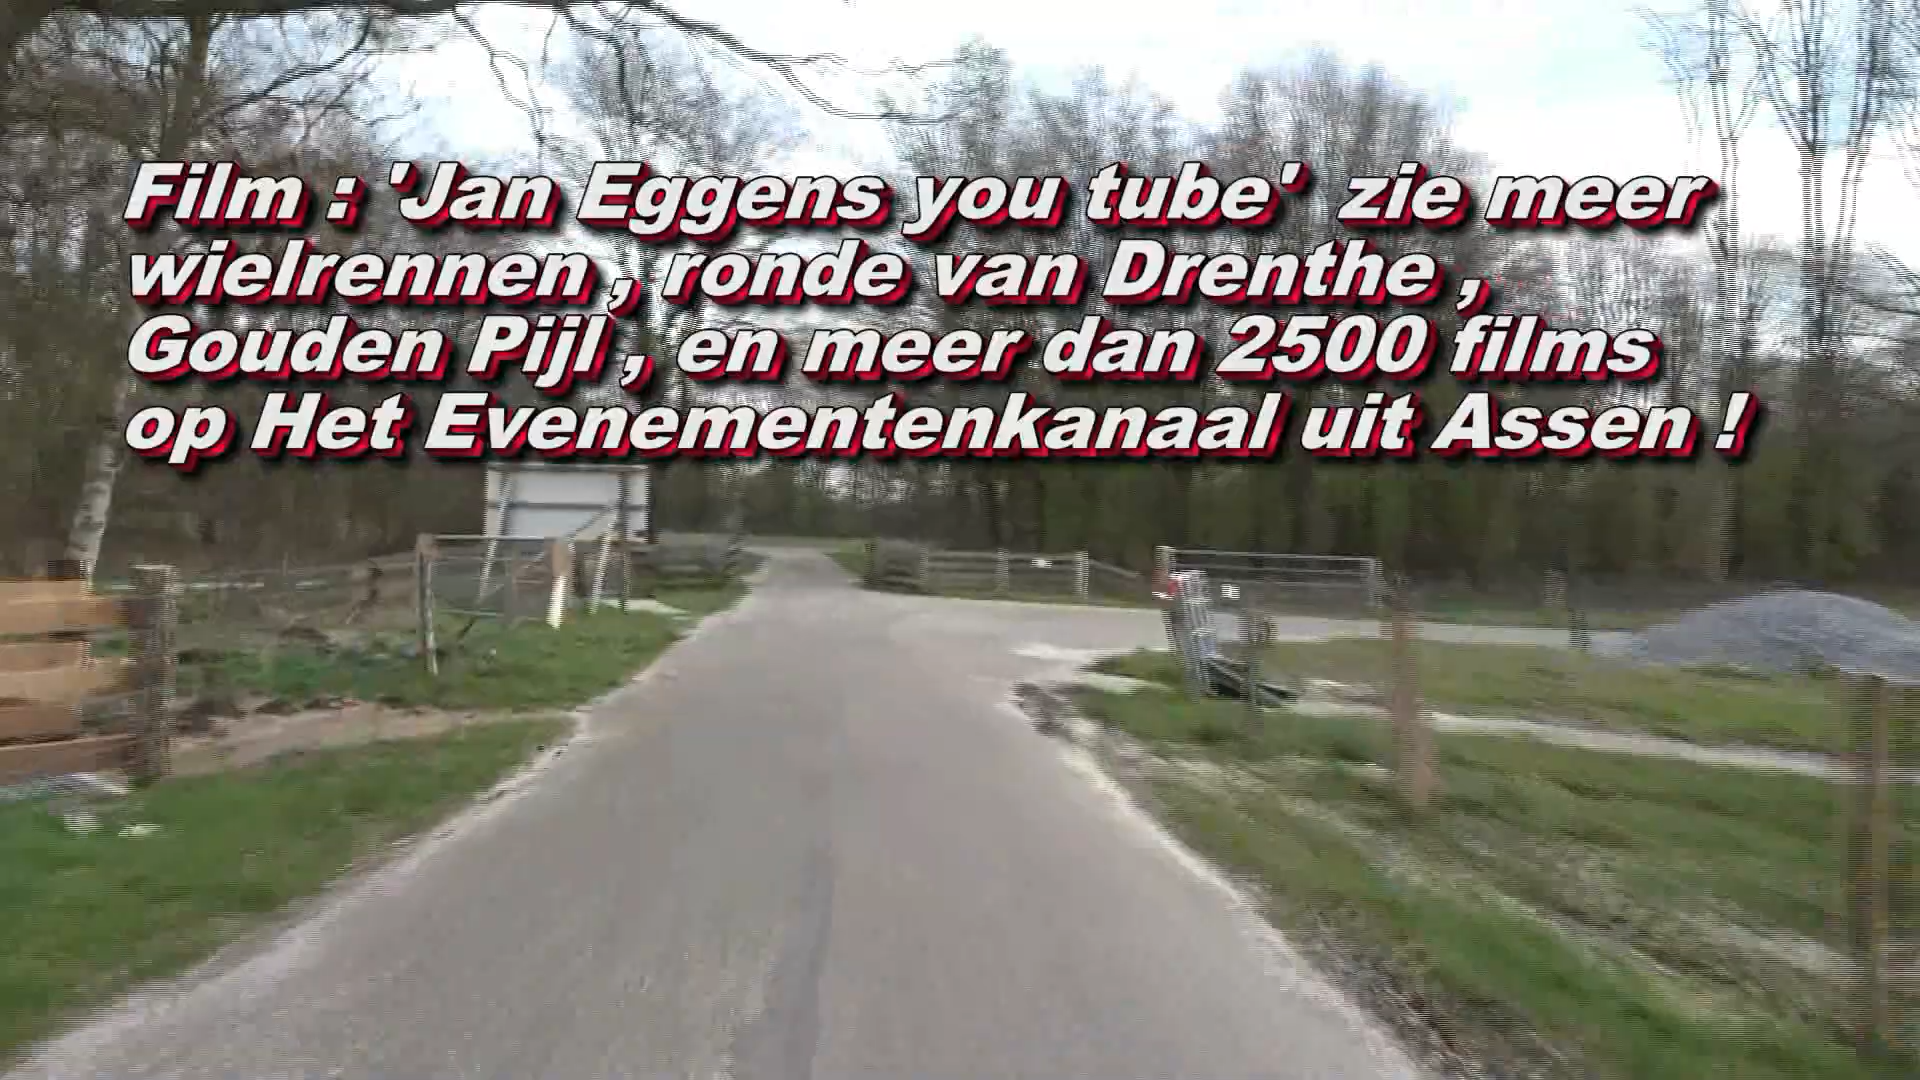 Film : 'Jan Eggens you tube'  zie meer
wielrennen , ronde van Drenthe ,
Gouden Pijl , en meer dan 2500 films
op Het Evenementenkanaal uit Assen !